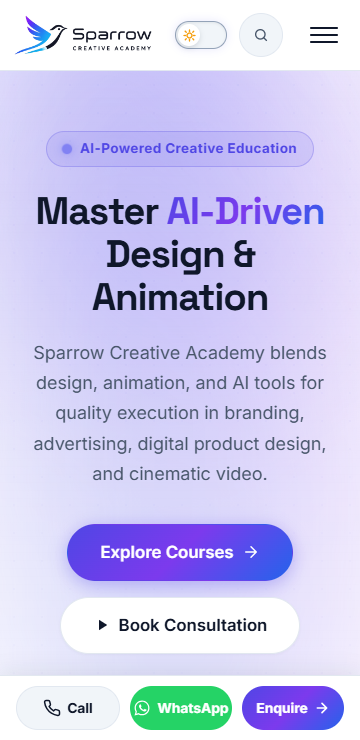 Sparrow
CREATIVE ACADEMY
AI-Powered Creative Education
Master AI-Driven
Design &
Animation
Sparrow Creative Academy blends
design, animation, and AI tools for
quality execution in branding,
advertising, digital product design,
and cinematic video.
Explore Courses
Book Consultation
Call
WhatsApp
Enquire